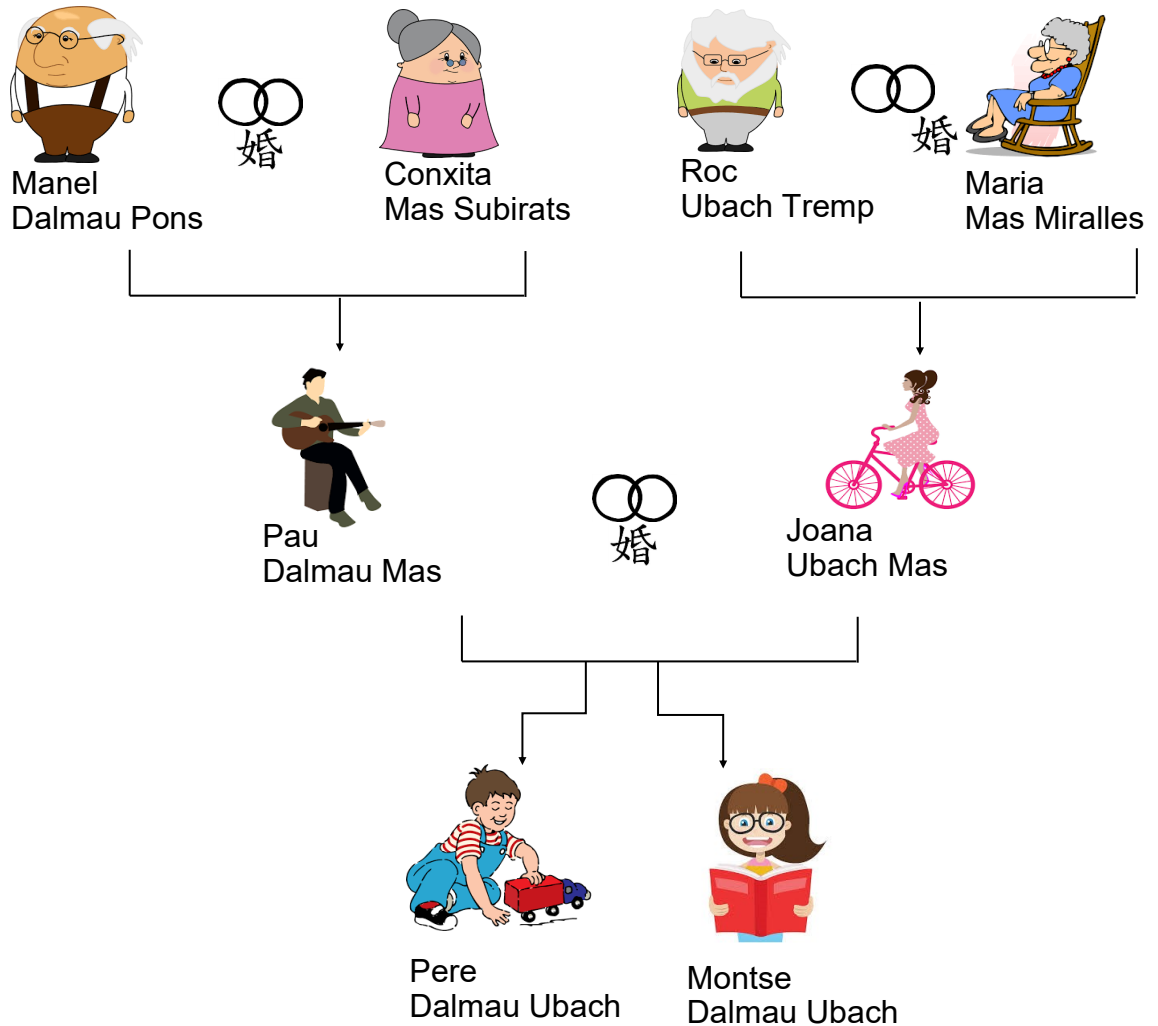 婚
婚
Manel
Dalmau Pons
Conxita
Mas Subirats
Roc
Ubach Tremp
Maria
Mas Miralles
婚
Pau
Dalmau Mas
Joana
Ubach Mas
Pere
Dalmau Ubach
Montse
Dalmau Ubach